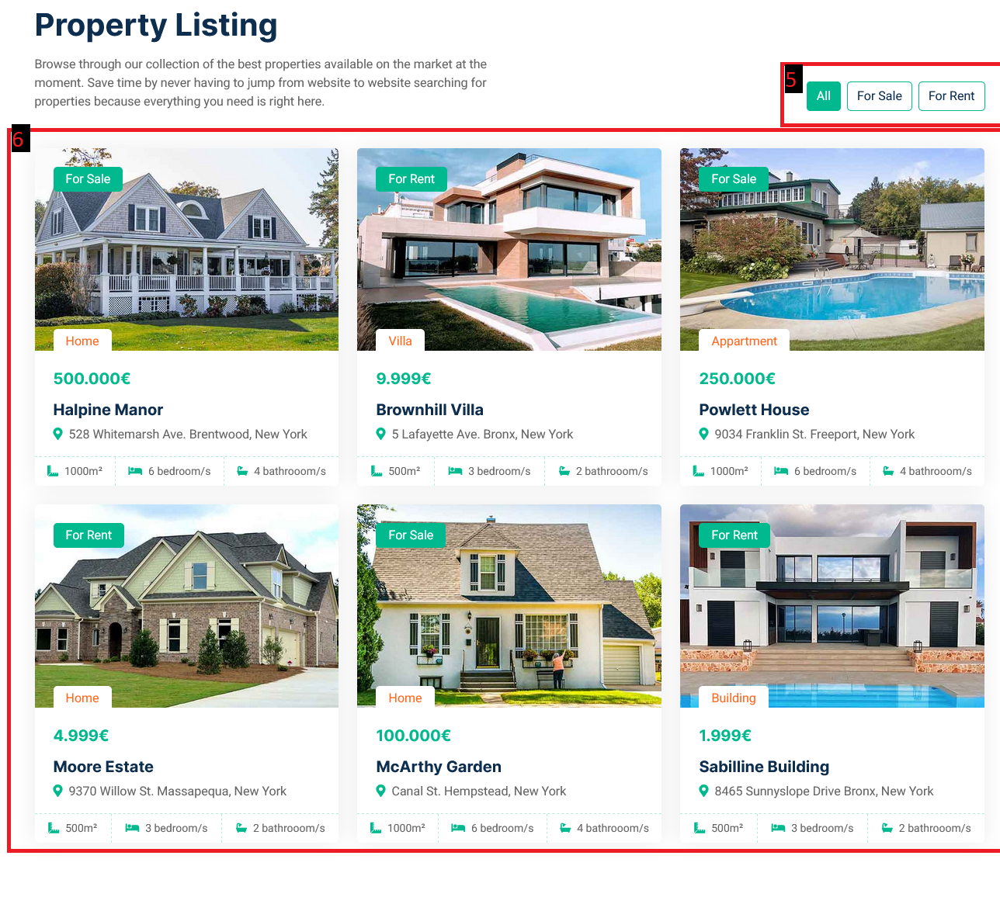 Property Listing
Browse through our collection of the best properties available on the market at the
moment. Save time by never having to jump from website to website searching for
properties because everything you need is right here.
5
All
For Sale
For Rent
6
For Sale
Home
500.000€
Halpine Manor
528 Whitemarsh Ave. Brentwood, New York
1000m²
6 bedroom/s
4 bathrooom/s
For Rent
Villa
9.999€
Brownhill Villa
5 Lafayette Ave. Bronx, New York
500m²
3 bedroom/s
2 bathrooom/s
For Sale
Appartment
250.000€
Powlett House
9034 Franklin St. Freeport, New York
1000m²
6 bedroom/s
4 bathrooom/s
For Rent
Home
4.999€
Moore Estate
9370 Willow St. Massapequa, New York
500m²
3 bedroom/s
2 bathrooom/s
For Sale
Home
100.000€
McArthy Garden
Canal St. Hempstead, New York
1000m²
6 bedroom/s
4 bathrooom/s
For Rent
Building
1.999€
Sabilline Building
8465 Sunnyslope Drive Bronx, New York
500m²
3 bedroom/s
2 bathrooom/s